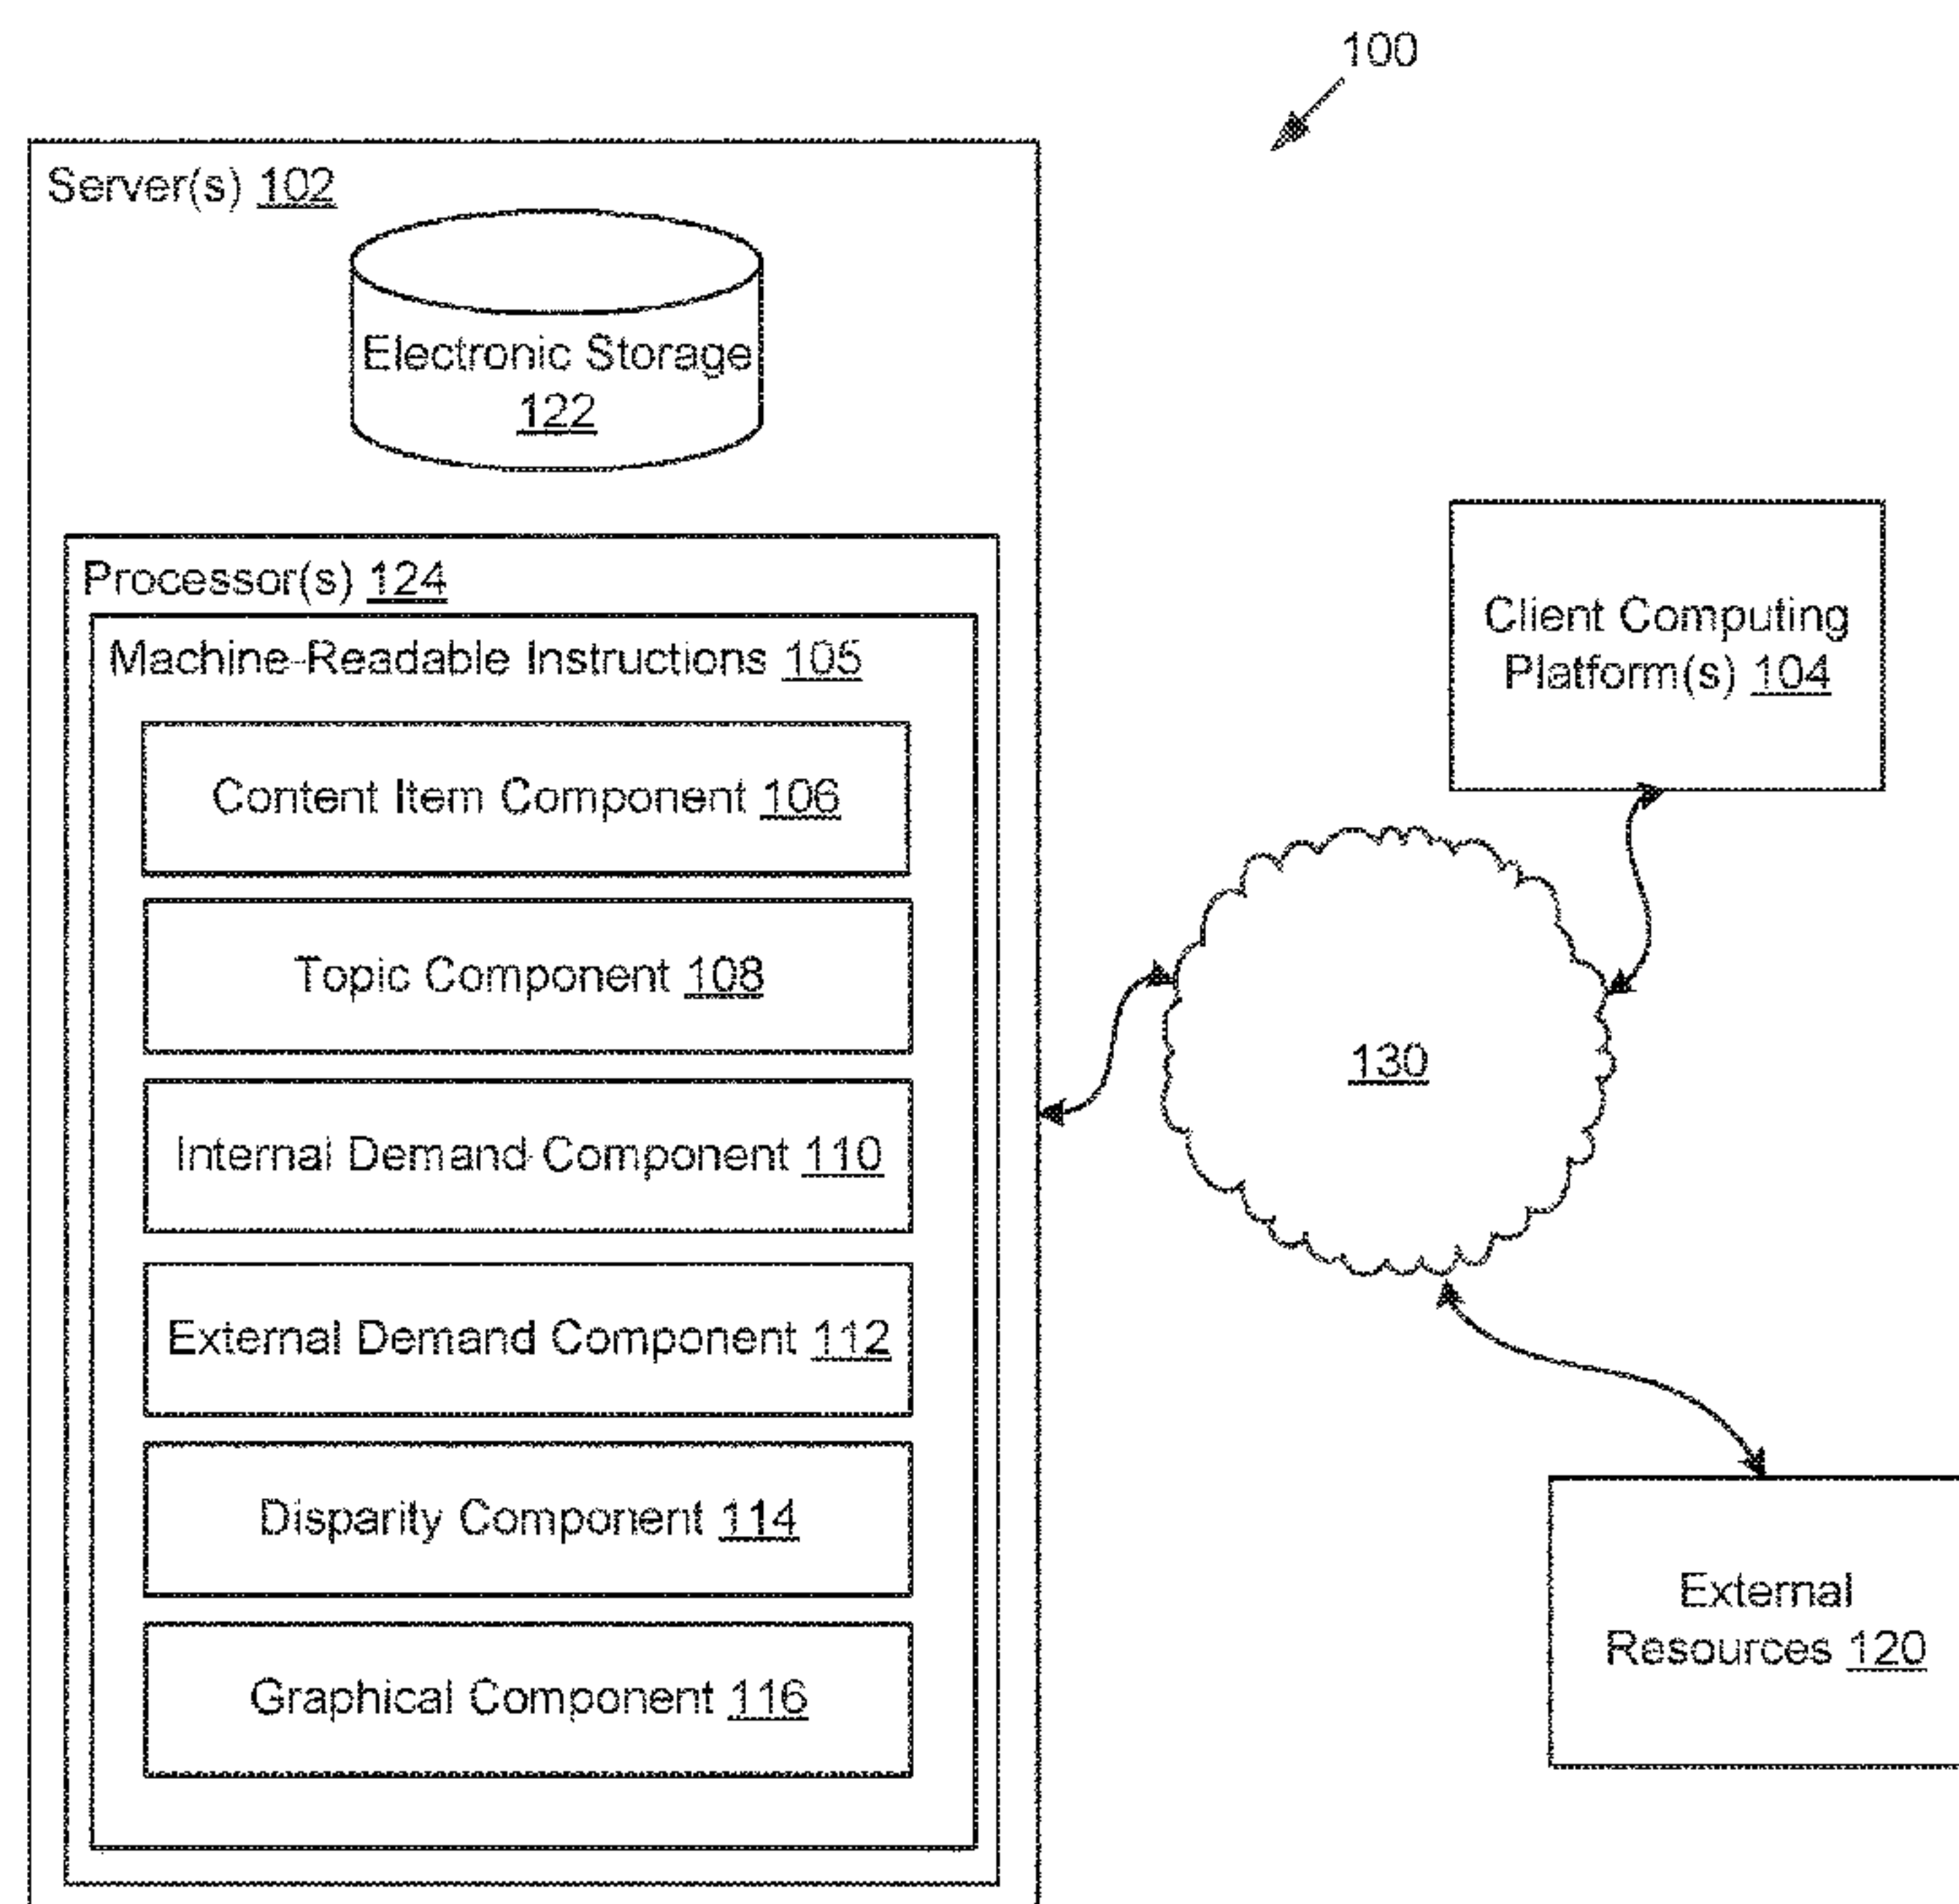 100
Server(s) 102
Electronic Storage
122
Processor(s) 124
Machine-Readable Instructions 105
Content Item Component 106
Topic Component 108
Internal Demand Component 110
External Demand Component 112
Disparity Component 114
Graphical Component 116
Client Computing
Platform(s) 104
130
External
Resources 120